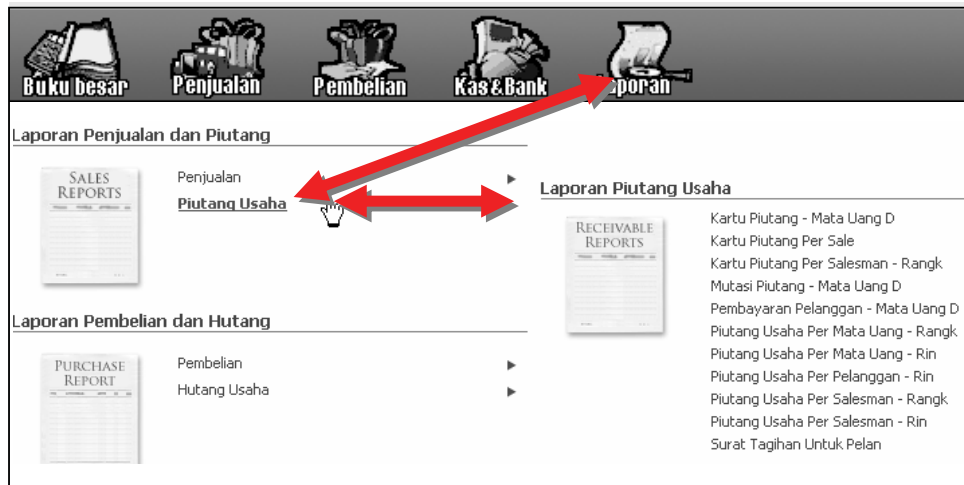 Buku besar
Penjualan
Pembelian
Kas&Bank
Laporan Penjualan dan Piutang
SALES
REPORTS
Penjualan
Piutang Usaha
Laporan Pembelian dan Hutang
PURCHASE
REPORT
Pembelian
Hutang Usaha
Laporan Piutang Usaha
RECEIVABLE
REPORTS
Kartu Piutang - Mata Uang D
Kartu Piutang Per Sale
Kartu Piutang Per Salesman - Rangk
Mutasi Piutang - Mata Uang D
Pembayaran Pelanggan - Mata Uang D
Piutang Usaha Per Mata Uang - Rangk
Piutang Usaha Per Mata Uang - Rin
Piutang Usaha Per Pelanggan - Rin
Piutang Usaha Per Salesman - Rangk
Piutang Usaha Per Salesman - Rin
Surat Tagihan Untuk Pelan